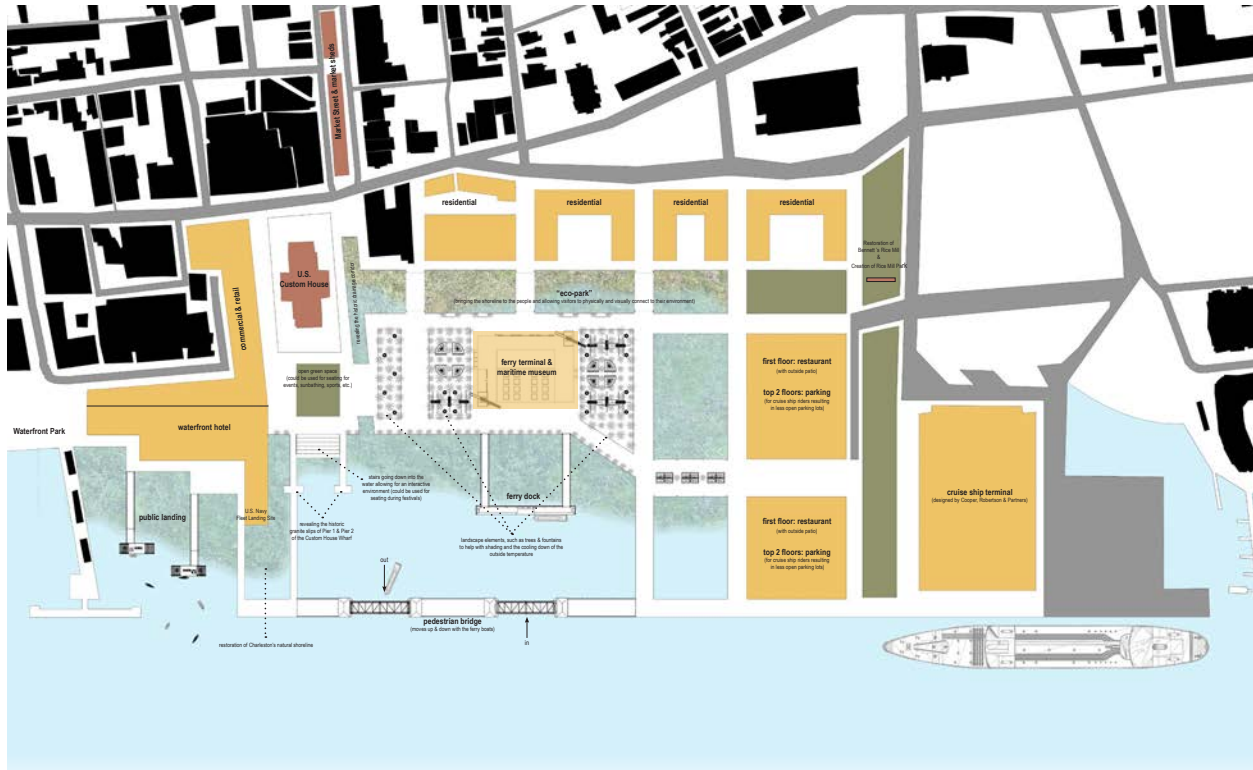 Market Street & market sheds
residential
residential
residential
residential
Restoration of
Bennett's Rice Mill
&
Creation of Rice Mill Park
U.S.
Custom House
commercial & retail
revealing the historic
"eco-park"
(bringing the shoreline to the people and allowing visitors to physically and visually connect to their environment)
open green space
(could be used for seating for
events, sunbathing, sports, etc.)
ferry terminal &
maritime museum
first floor: restaurant
(with outside patio)
top 2 floors: parking
(for cruise ship riders resulting
in less open parking lots)
Waterfront Park
waterfront hotel
stairs going down into the
water allowing for an interactive
environment (could be used for
seating during festivals)
ferry dock
cruise ship terminal
(designed by Cooper, Robertson & Partners)
public landing
U.S. Navy
Fleet Landing Site
revealing the historic
granite slips of Pier 1 & Pier 2
of the Custom House Wharf
landscape elements, such as trees & fountains
to help with shading and the cooling down of the
outside temperature
first floor: restaurant
(with outside patio)
top 2 floors: parking
(for cruise ship riders resulting
in less open parking lots)
out
pedestrian bridge
(moves up & down with the ferry boats)
in
restoration of Charleston's natural shoreline